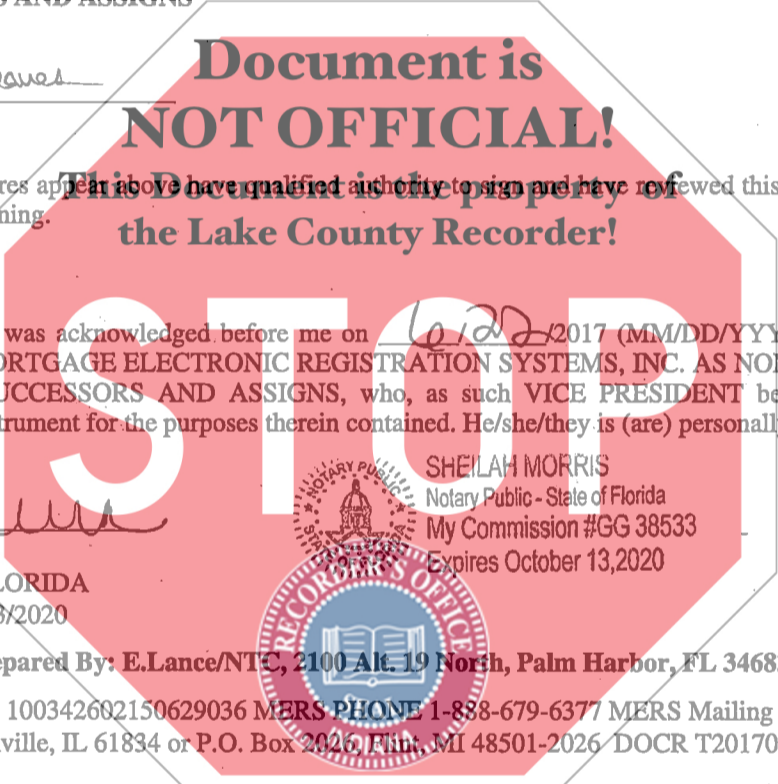 S AND ASSIGNS
Document is
NOT OFFICIAL!
res appear above have qualified authority to sign and have reviewed this
ning.
This Document is the property of
the Lake County Recorder!
STOP
was acknowledged before me on 6/22/2017 (MM/DD/YYY
ORTGAGE ELECTRONIC REGISTRATION SYSTEMS, INC. AS NO
UCCESSORS AND ASSIGNS, who, as such VICE PRESIDENT be
trument for the purposes therein contained. He/she/they is (are) personall
NOTARY PUBLIC
SHEILAH MORRIS
Notary Public - State of Florida
My Commission #GG 38533
Expires October 13,2020
LORIDA
/2020
RECORDER'S OFFICE
SEAL
epared By: E.Lance/NTC, 2100 Alt. 19 North, Palm Harbor, FL 3468
100342602150629036 MERS PHONE 1-888-679-6377 MERS Mailing
ville, IL 61834 or P.O. Box 2026, Flint, MI 48501-2026 DOCR T20170